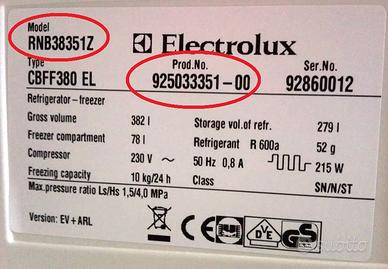 Model
RNB38351Z
Electrolux
Type
CBFF380 EL
Prod.No.
925033351-00
Ser.No.
92860012
Refrigerator - freezer
Gross volume 382 l
Freezer compartment 78 l
Compressor 230 V ~ 50 Hz 0,8 A 215 W
Freezing capacity 10 kg/24 h
Storage vol.of refr. 279 l
Refrigerant R 600a 52 g
Class SN/N/ST
Max.pressure ratio Ls/Hs 1,5/4,0 MPa
Version: EV + ARL
CE
DVE
GS
subito